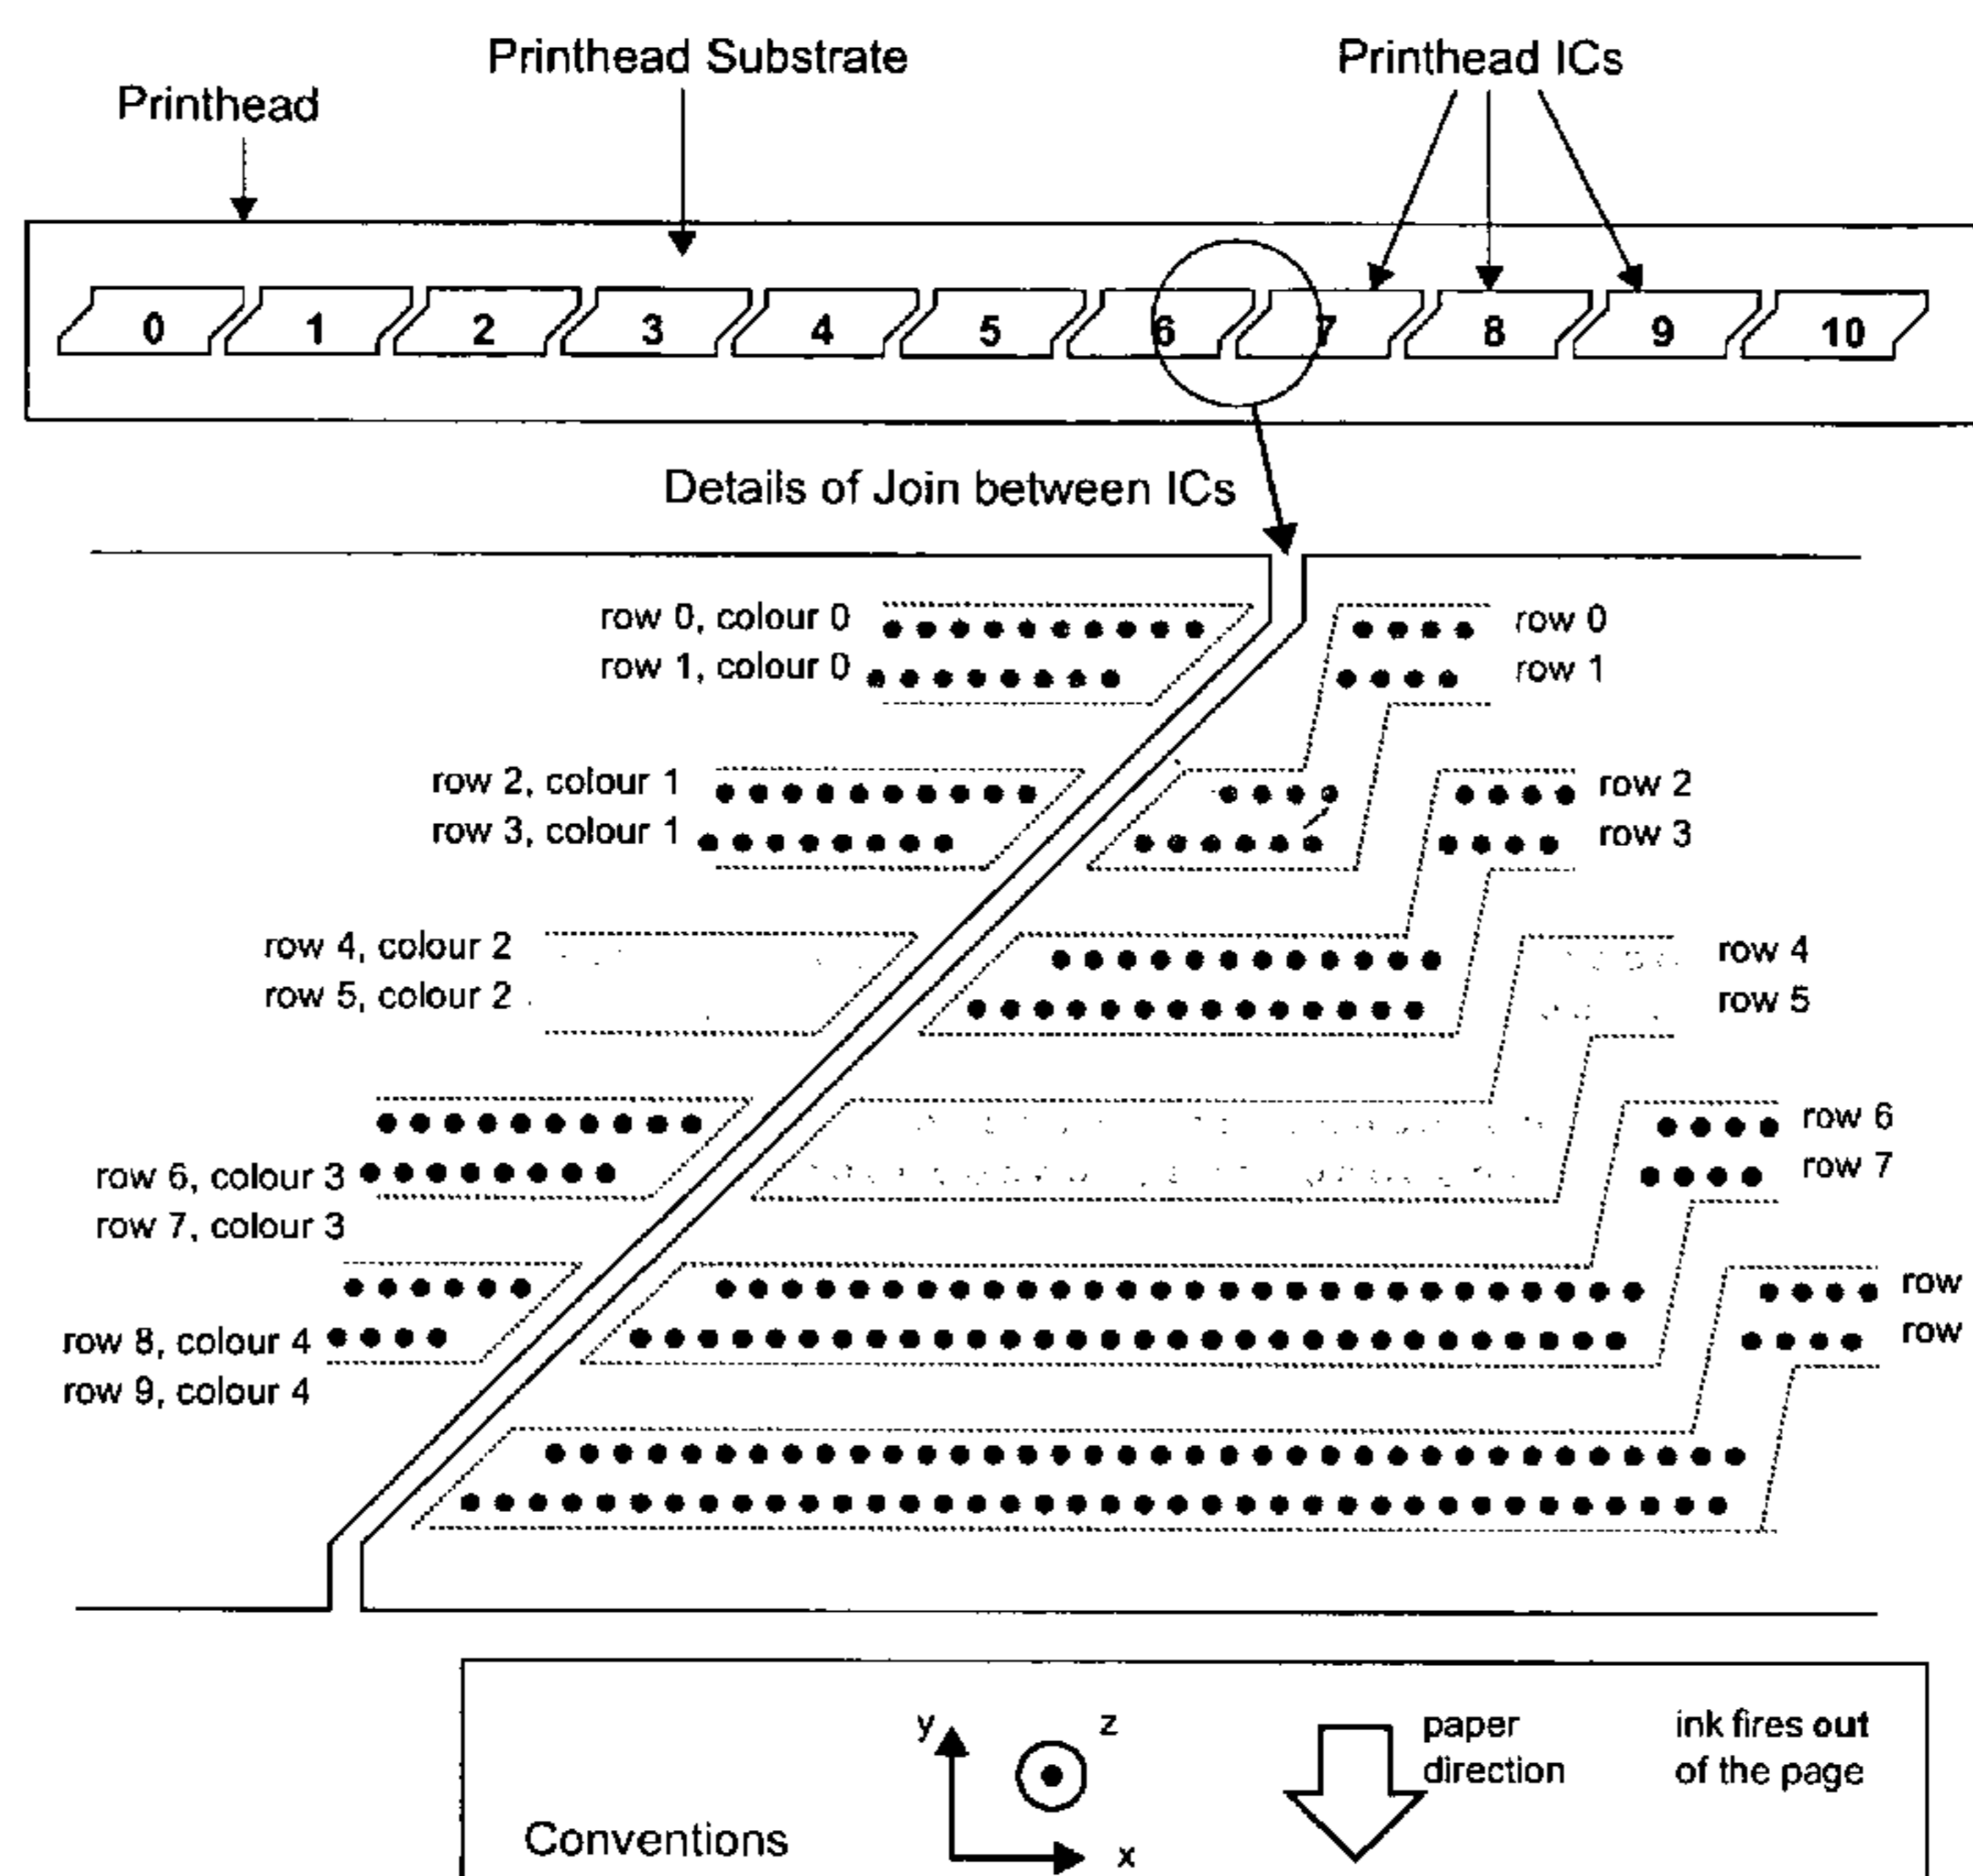 Printhead Substrate
Printhead ICs
Printhead
0 1 2 3 4 5 6 7 8 9 10
Details of Join between ICs
row 0, colour 0
row 0
row 1, colour 0
row 1
row 2, colour 1
row 2
row 3, colour 1
row 3
row 4, colour 2
row 4
row 5, colour 2
row 5
row 6
row 6, colour 3
row 7
row 7, colour 3
row
row 8, colour 4
row
row 9, colour 4
y
z
x
Conventions
paper
direction
ink fires out
of the page